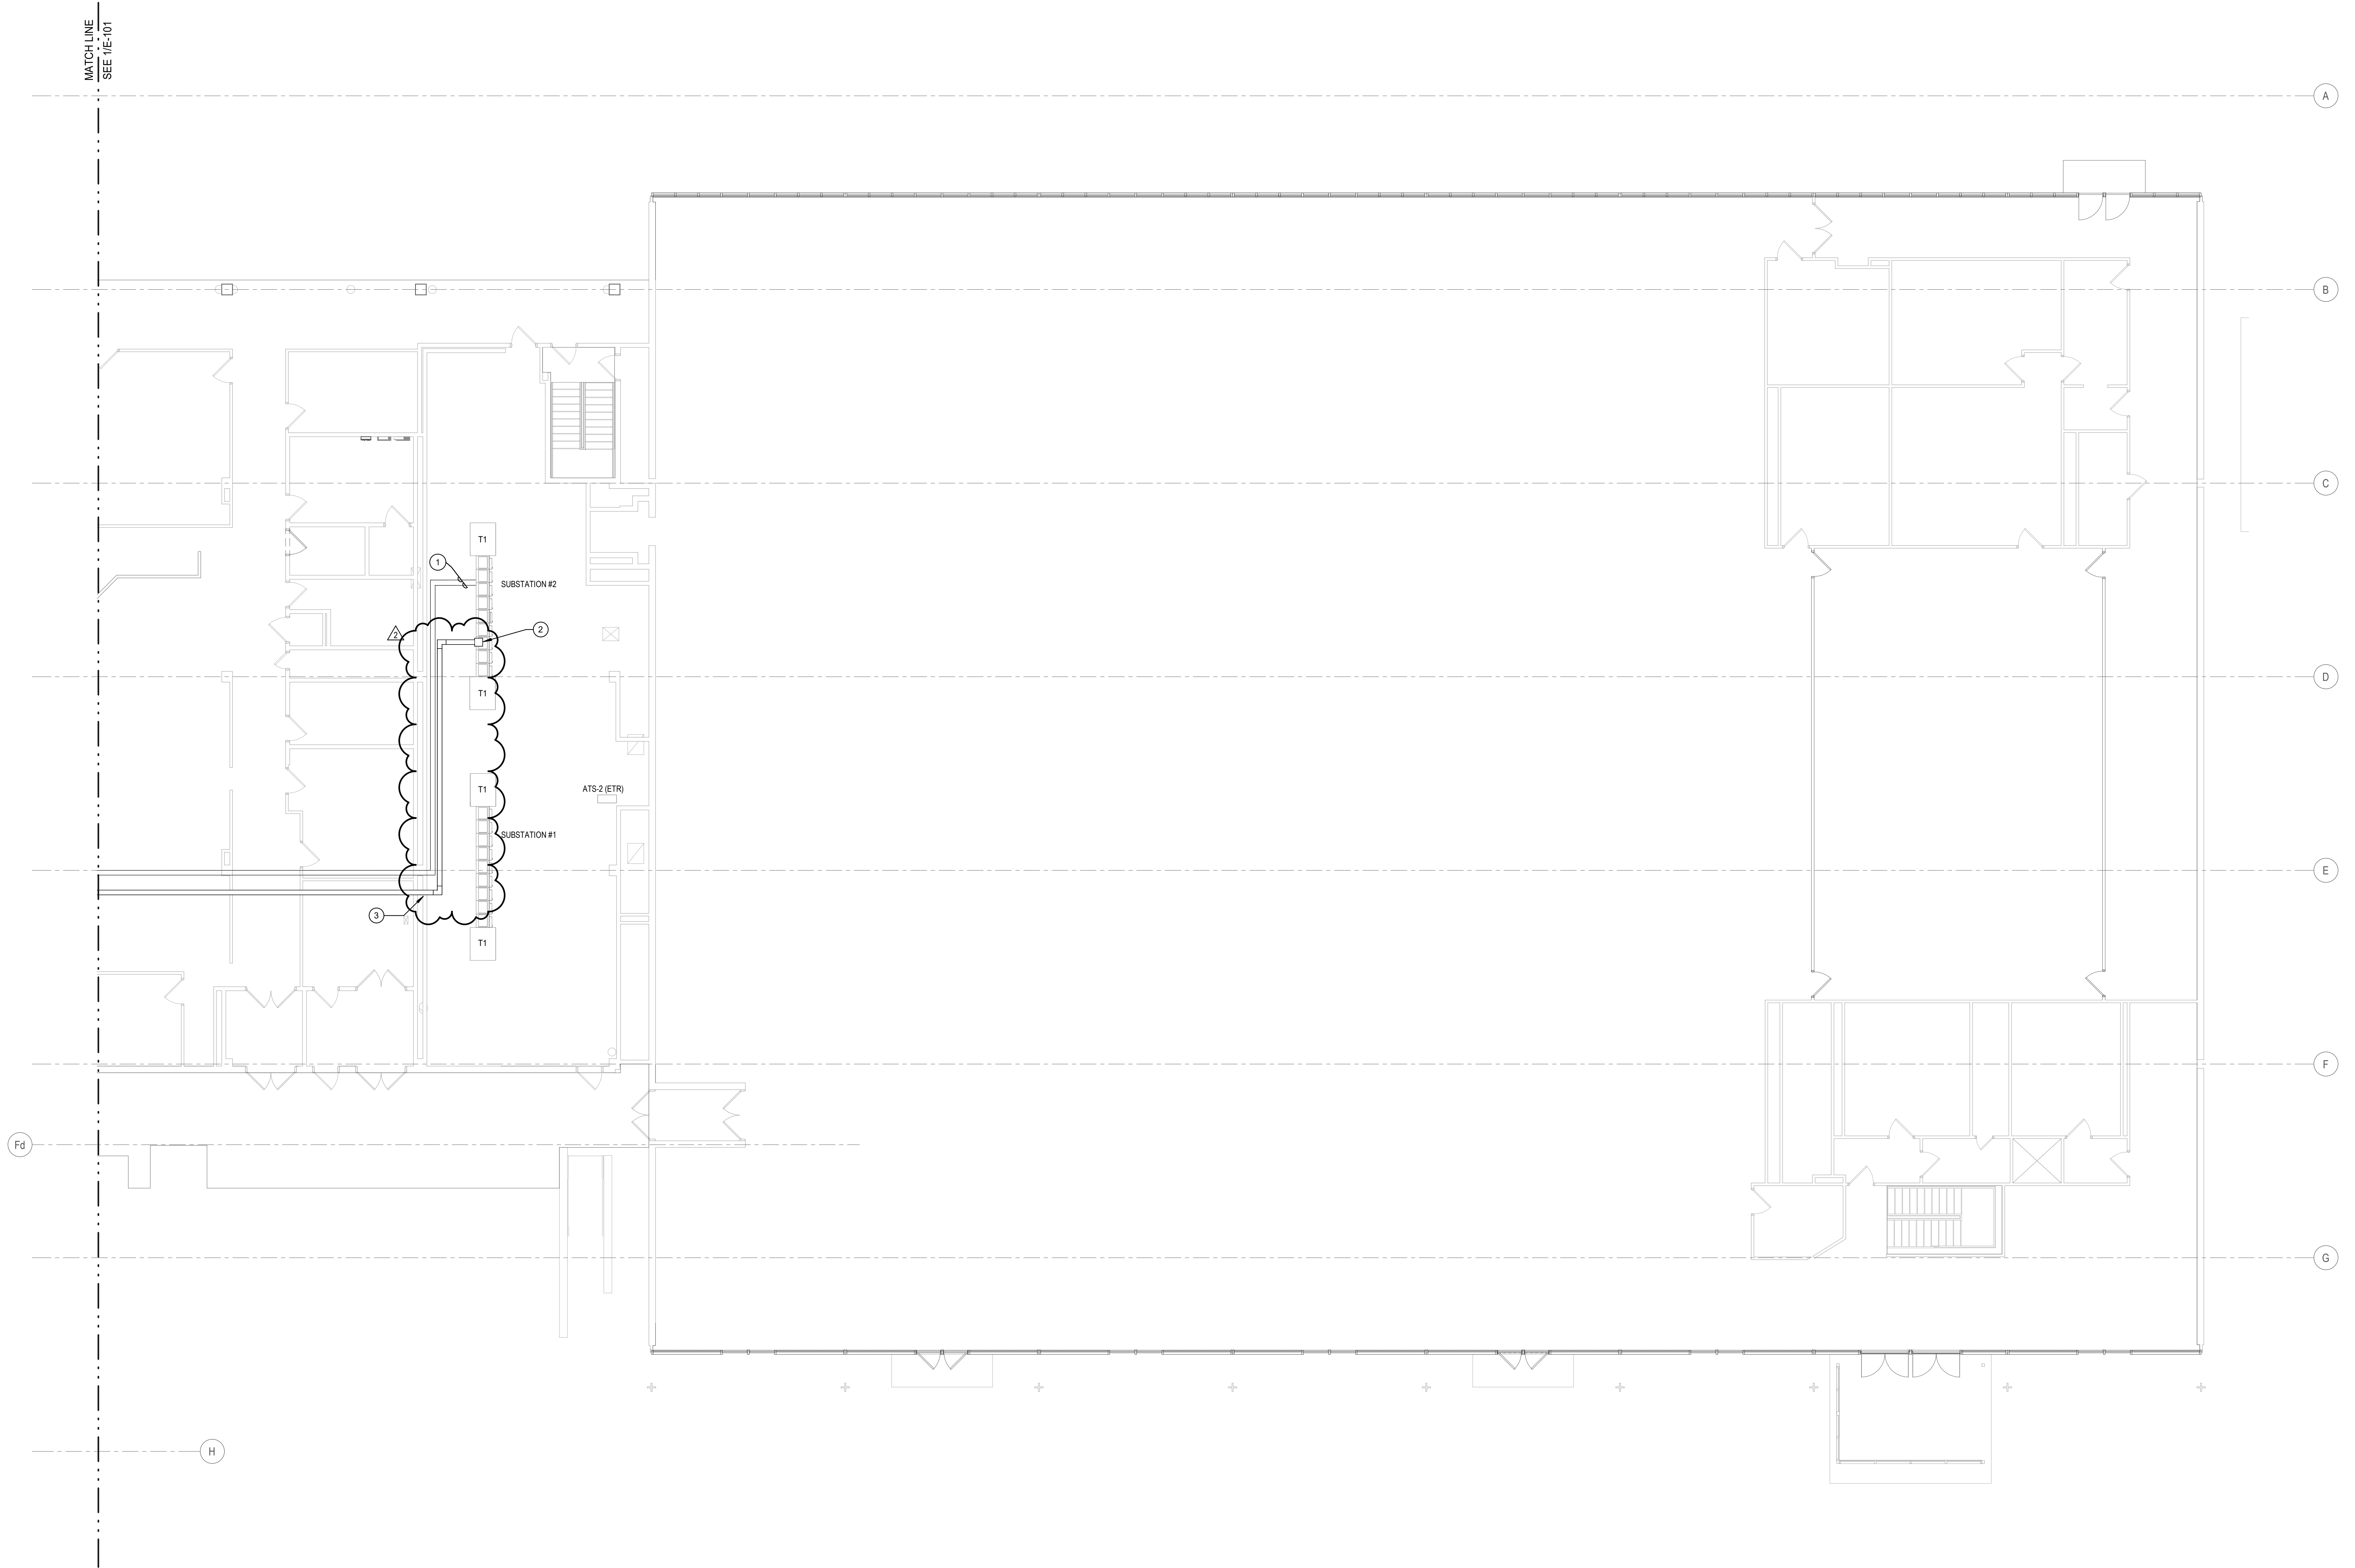 MATCH LINE
SEE 1/E-101
A
B
C
T1
1
SUBSTATION #2
2
2
D
T1
T1
ATS-2 (ETR)
SUBSTATION #1
E
3
T1
F
Fd
G
H